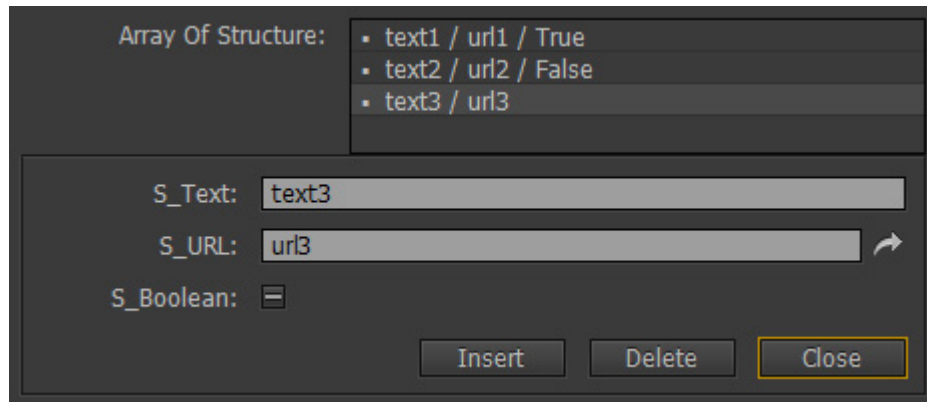 Array Of Structure:
▪ text1 / url1 / True
▪ text2 / url2 / False
▪ text3 / url3
S_Text: text3
S_URL: url3
S_Boolean:
Insert Delete Close